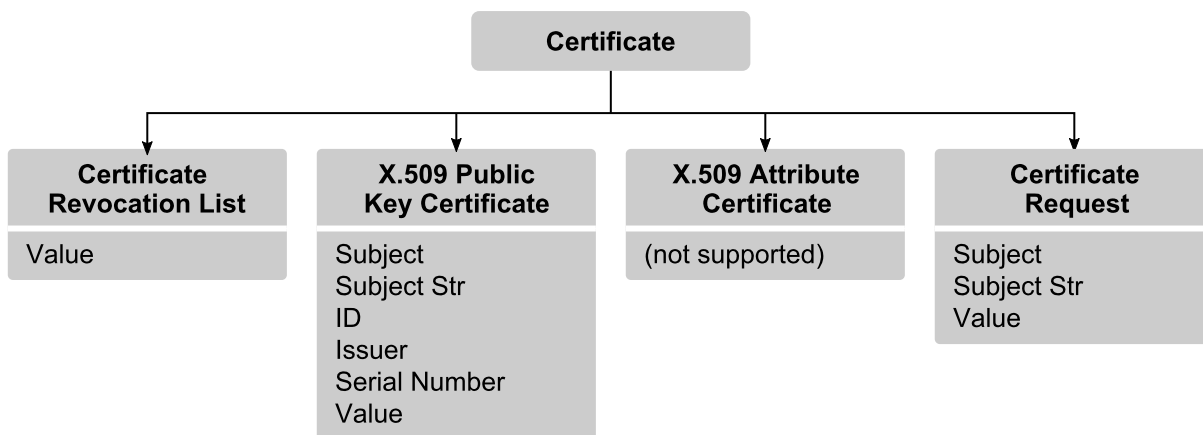 Certificate
Certificate
Revocation List
Value
X.509 Public
Key Certificate
Subject
Subject Str
ID
Issuer
Serial Number
Value
X.509 Attribute
Certificate
(not supported)
Certificate
Request
Subject
Subject Str
Value